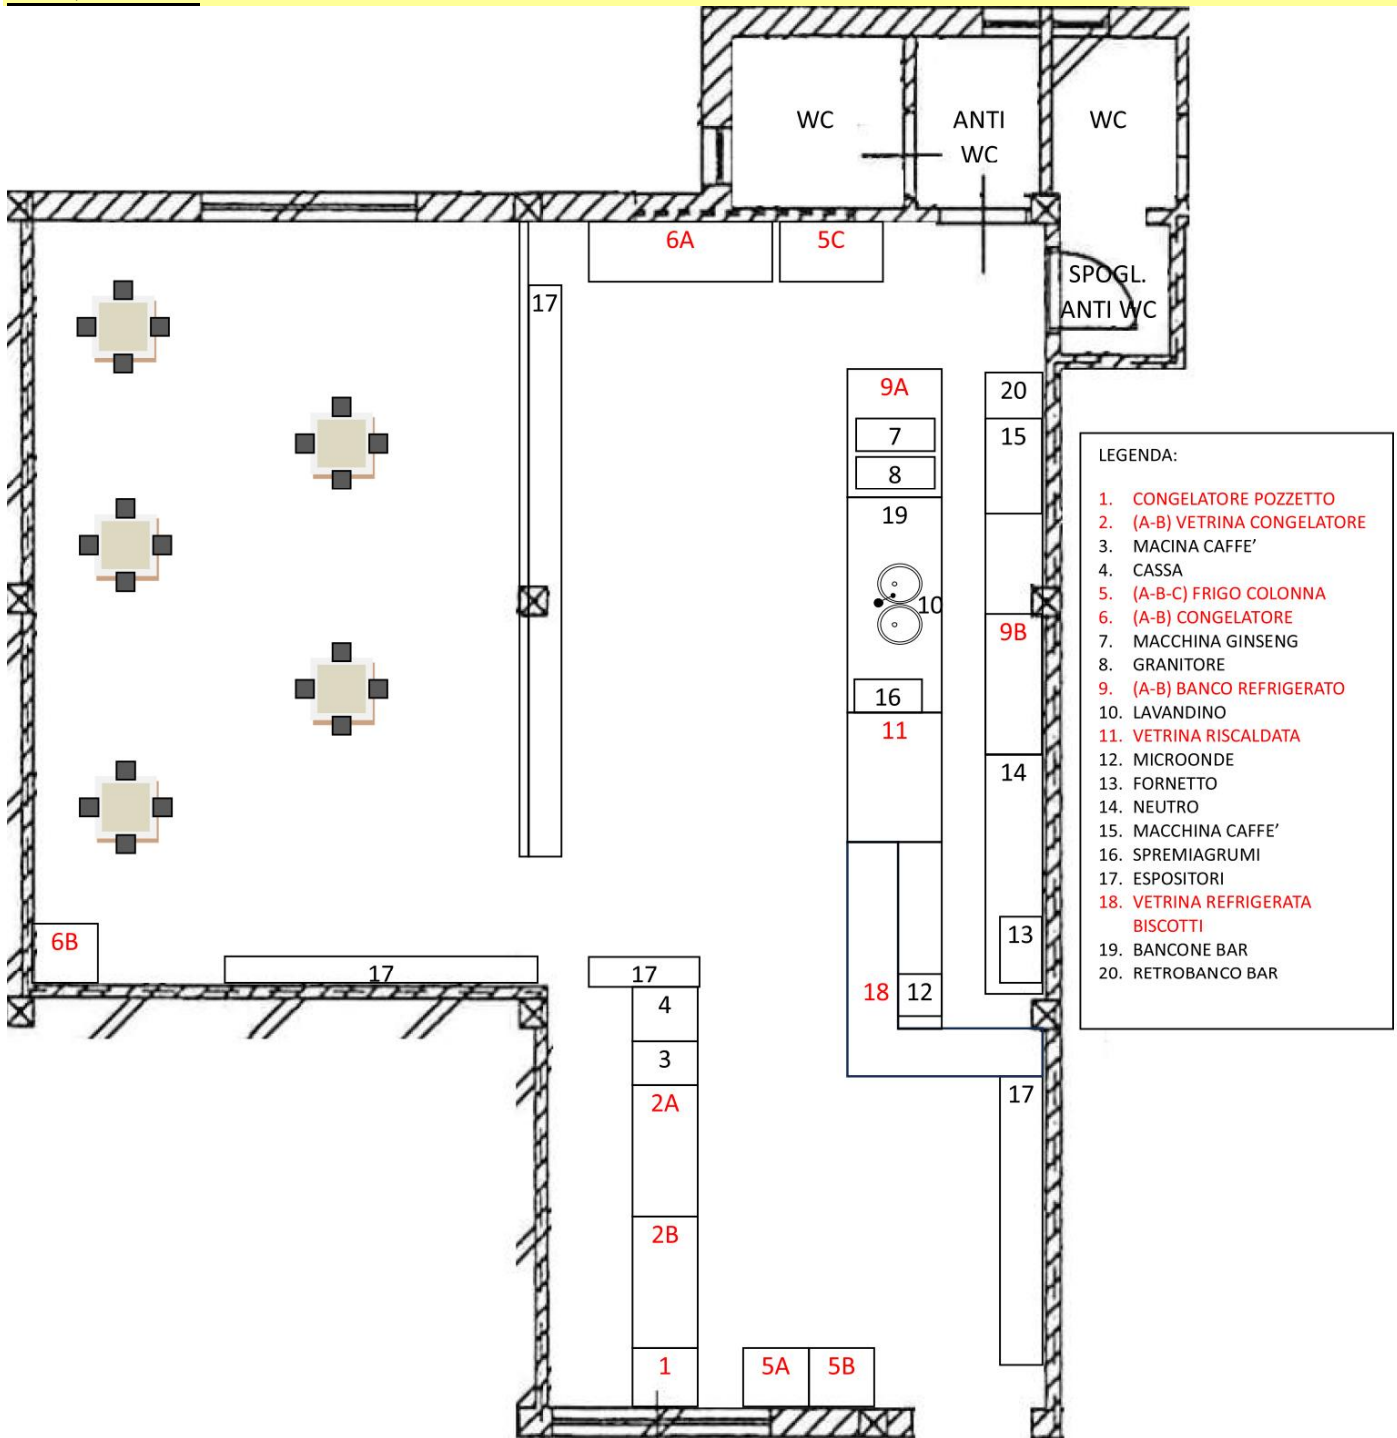 WC
ANTI
WC
WC
6A
5C
SPOGL.
ANTI WC
17
9A
20
7
15
8
19
10
9B
16
11
14
6B
13
17
17
18
12
4
3
17
2A
2B
1
5A
5B
LEGENDA:
1. CONGELATORE POZZETTO
2. (A-B) VETRINA CONGELATORE
3. MACINA CAFFE'
4. CASSA
5. (A-B-C) FRIGO COLONNA
6. (A-B) CONGELATORE
7. MACCHINA GINSENG
8. GRANITORE
9. (A-B) BANCO REFRIGERATO
10. LAVANDINO
11. VETRINA RISCALDATA
12. MICROONDE
13. FORNETTO
14. NEUTRO
15. MACCHINA CAFFE'
16. SPREMIAGRUMI
17. ESPOSITORI
18. VETRINA REFRIGERATA
BISCOTTI
19. BANCONE BAR
20. RETROBANCO BAR